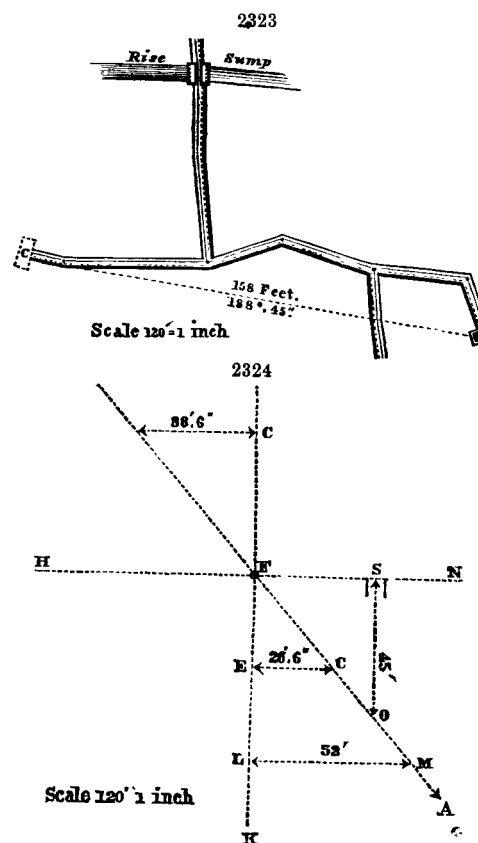 2323
Rise Sump
C
158 Feet.
188°.45"
Scale 120'=1 inch
2324
38'.6"
C
H F S N
E 26'.6" C
45'
O
L 52' M
Scale 120' 1 inch
A
K